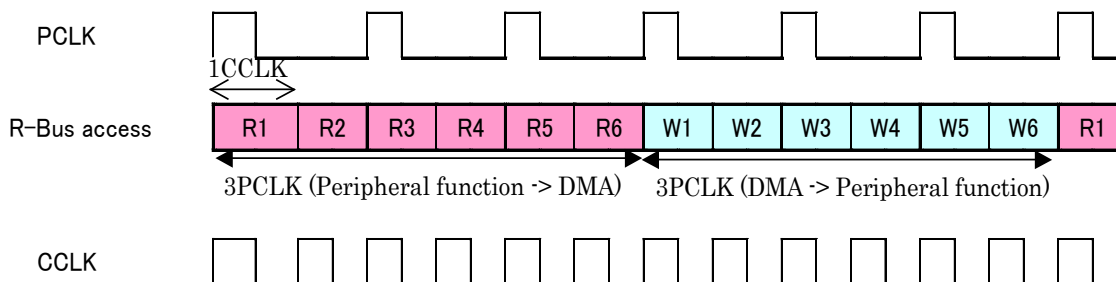 PCLK
1CCLK
R-Bus access R1 R2 R3 R4 R5 R6 W1 W2 W3 W4 W5 W6 R1
3PCLK (Peripheral function -> DMA) 3PCLK (DMA -> Peripheral function)
CCLK